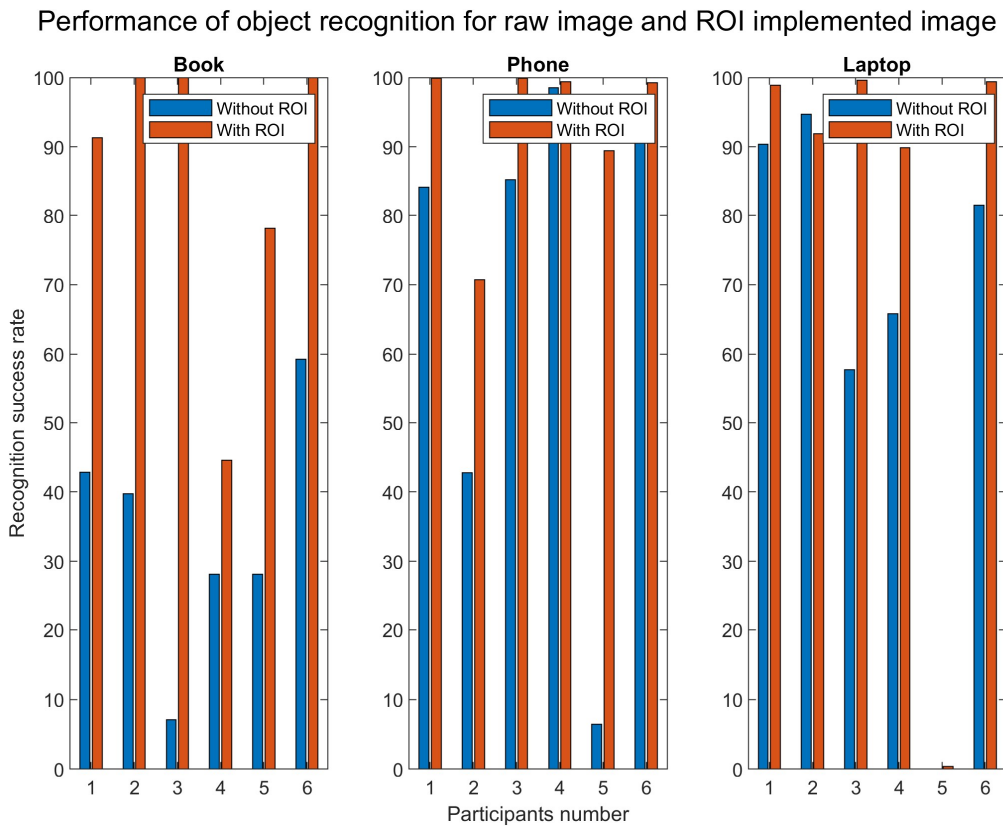 Performance of object recognition for raw image and ROI implemented image
Book
Phone
Laptop
Recognition success rate
100
90
80
70
60
50
40
30
20
10
0
Without ROI
With ROI
1 2 3 4 5 6
100
90
80
70
60
50
40
30
20
10
0
Without ROI
With ROI
1 2 3 4 5 6
100
90
80
70
60
50
40
30
20
10
0
Without ROI
With ROI
1 2 3 4 5 6
Participants number